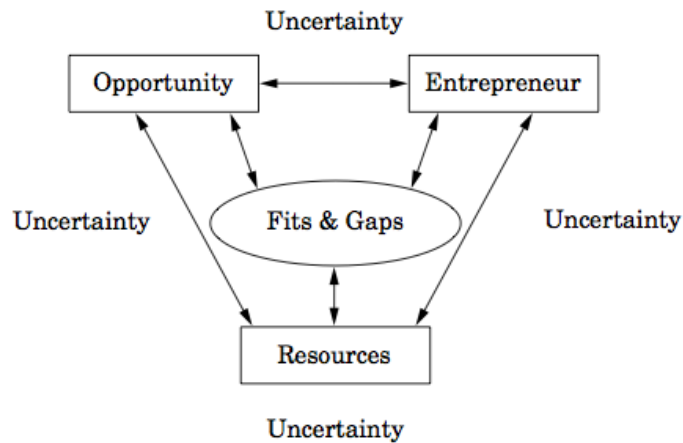 Uncertainty
Opportunity
Entrepreneur
Uncertainty
Fits & Gaps
Uncertainty
Resources
Uncertainty